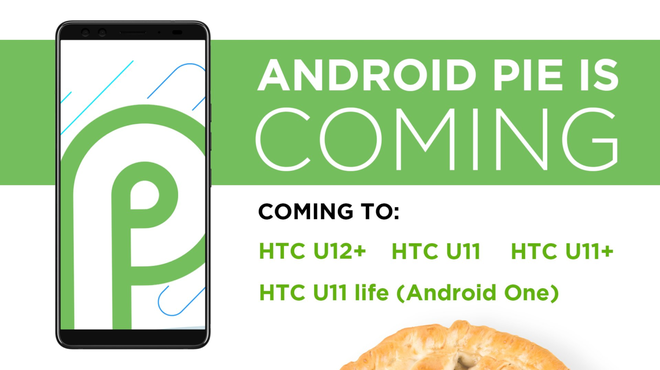 ANDROID PIE IS
COMING
COMING TO:
HTC U12+ HTC U11 HTC U11+
HTC U11 life (Android One)